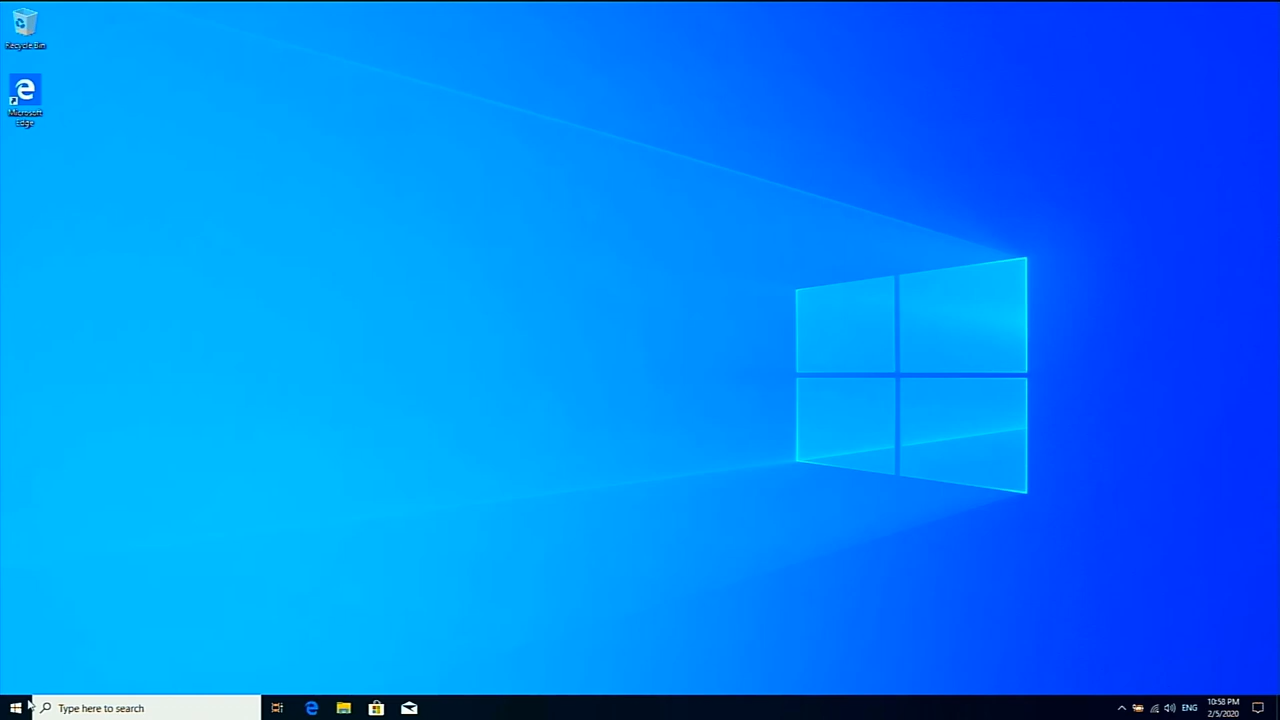 Recycle Bin
Microsoft
Edge
Type here to search
ENG
10:58 PM
2/5/2020